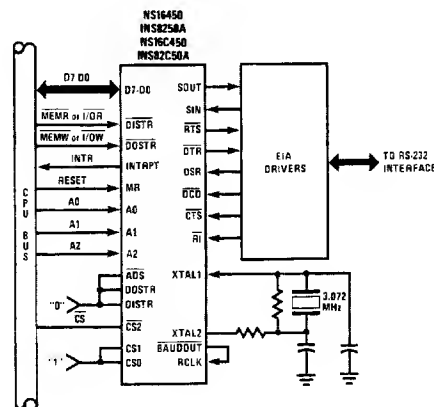 NS16450
INS8250A
NS16C450
INS82C50A
D7-D0
D7-D0
MEMR or I/OR
DISTR
MEMW or I/OW
DOSTR
INTR
INTRPT
RESET
MR
A0
A0
A1
A1
A2
A2
ADS
DOSTR
DISTR
"0"
CS
CS2
"1"
CS1
CS0
CPU BUS
SOUT
SIN
RTS
DTR
DSR
DCD
CTS
RI
XTAL1
XTAL2
BAUDOUT
RCLK
EIA
DRIVERS
TO RS-232
INTERFACE
3.072
MHz